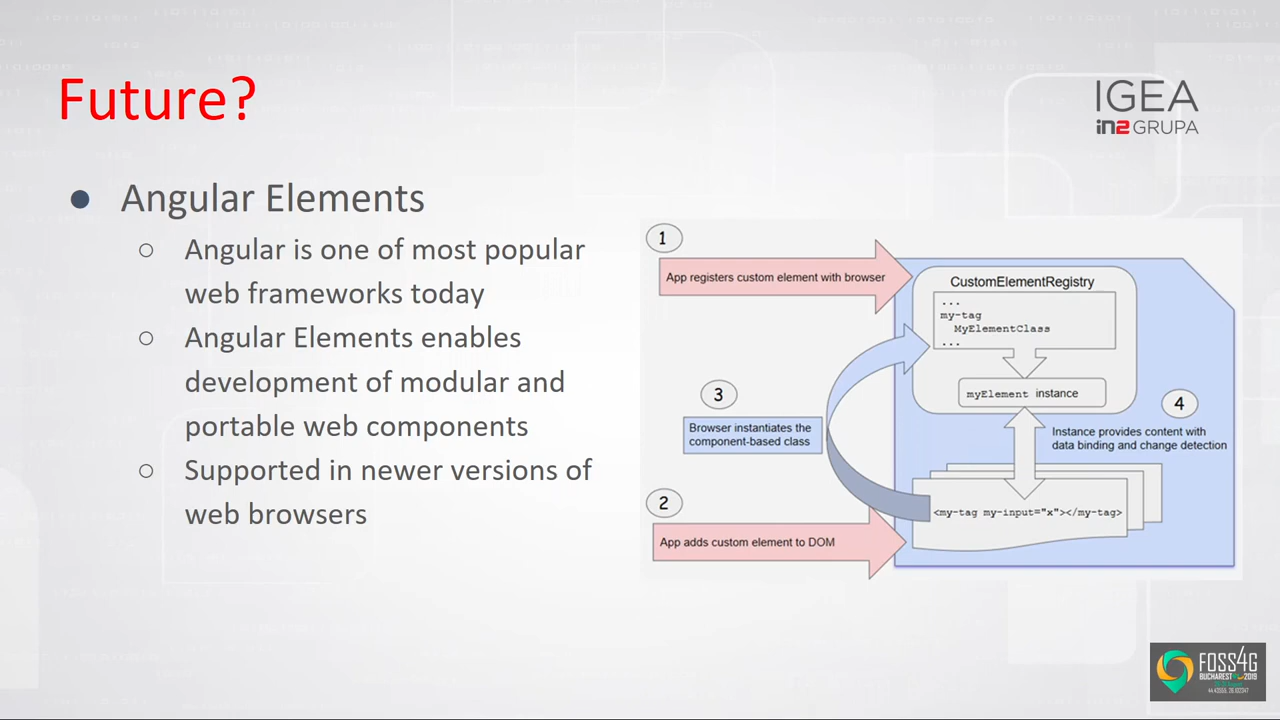 Future?
IGEA
in2 GRUPA
Angular Elements
Angular is one of most popular
web frameworks today
Angular Elements enables
development of modular and
portable web components
Supported in newer versions of
web browsers
1
App registers custom element with browser
CustomElementRegistry
...
my-tag
MyElementClass
...
myElement instance
3
Browser instantiates the
component-based class
4
Instance provides content with
data binding and change detection
2
App adds custom element to DOM
<my-tag my-input="x"></my-tag>
FOSS4G
BUCHAREST 2019